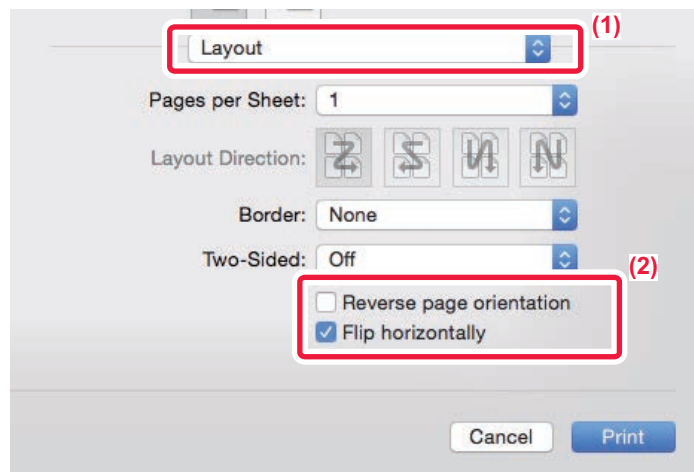 (1)
Layout
Pages per Sheet: 1
Layout Direction:
Border: None
Two-Sided: Off
(2)
Reverse page orientation
Flip horizontally
Cancel Print